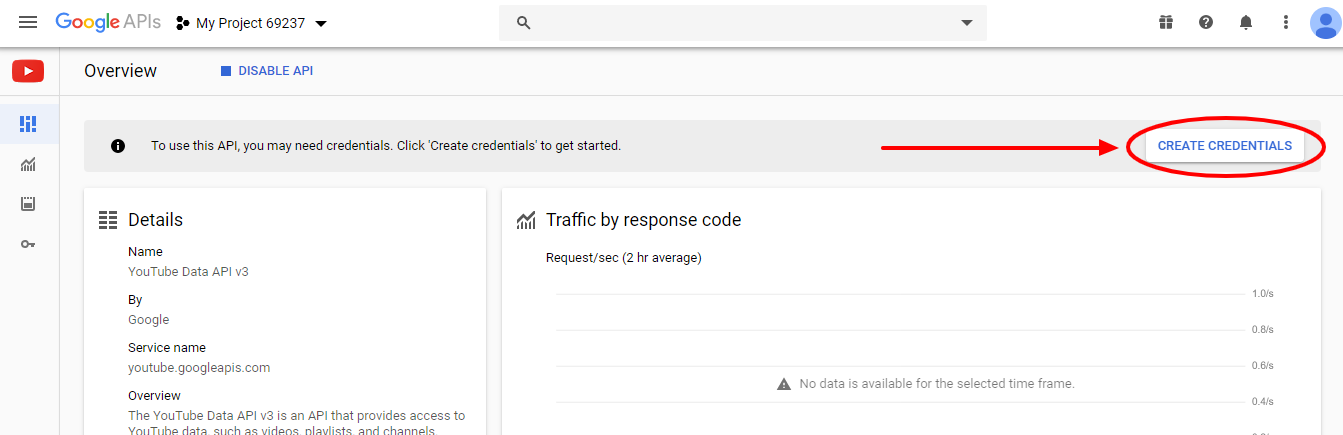 Google APIs
My Project 69237
Overview
DISABLE API
To use this API, you may need credentials. Click 'Create credentials' to get started.
CREATE CREDENTIALS
Details
Name
YouTube Data API v3
By
Google
Service name
youtube.googleapis.com
Overview
The YouTube Data API v3 is an API that provides access to
YouTube data, such as videos, playlists, and channels.
Traffic by response code
Request/sec (2 hr average)
1.0/s
0.8/s
0.6/s
No data is available for the selected time frame.
0.4/s